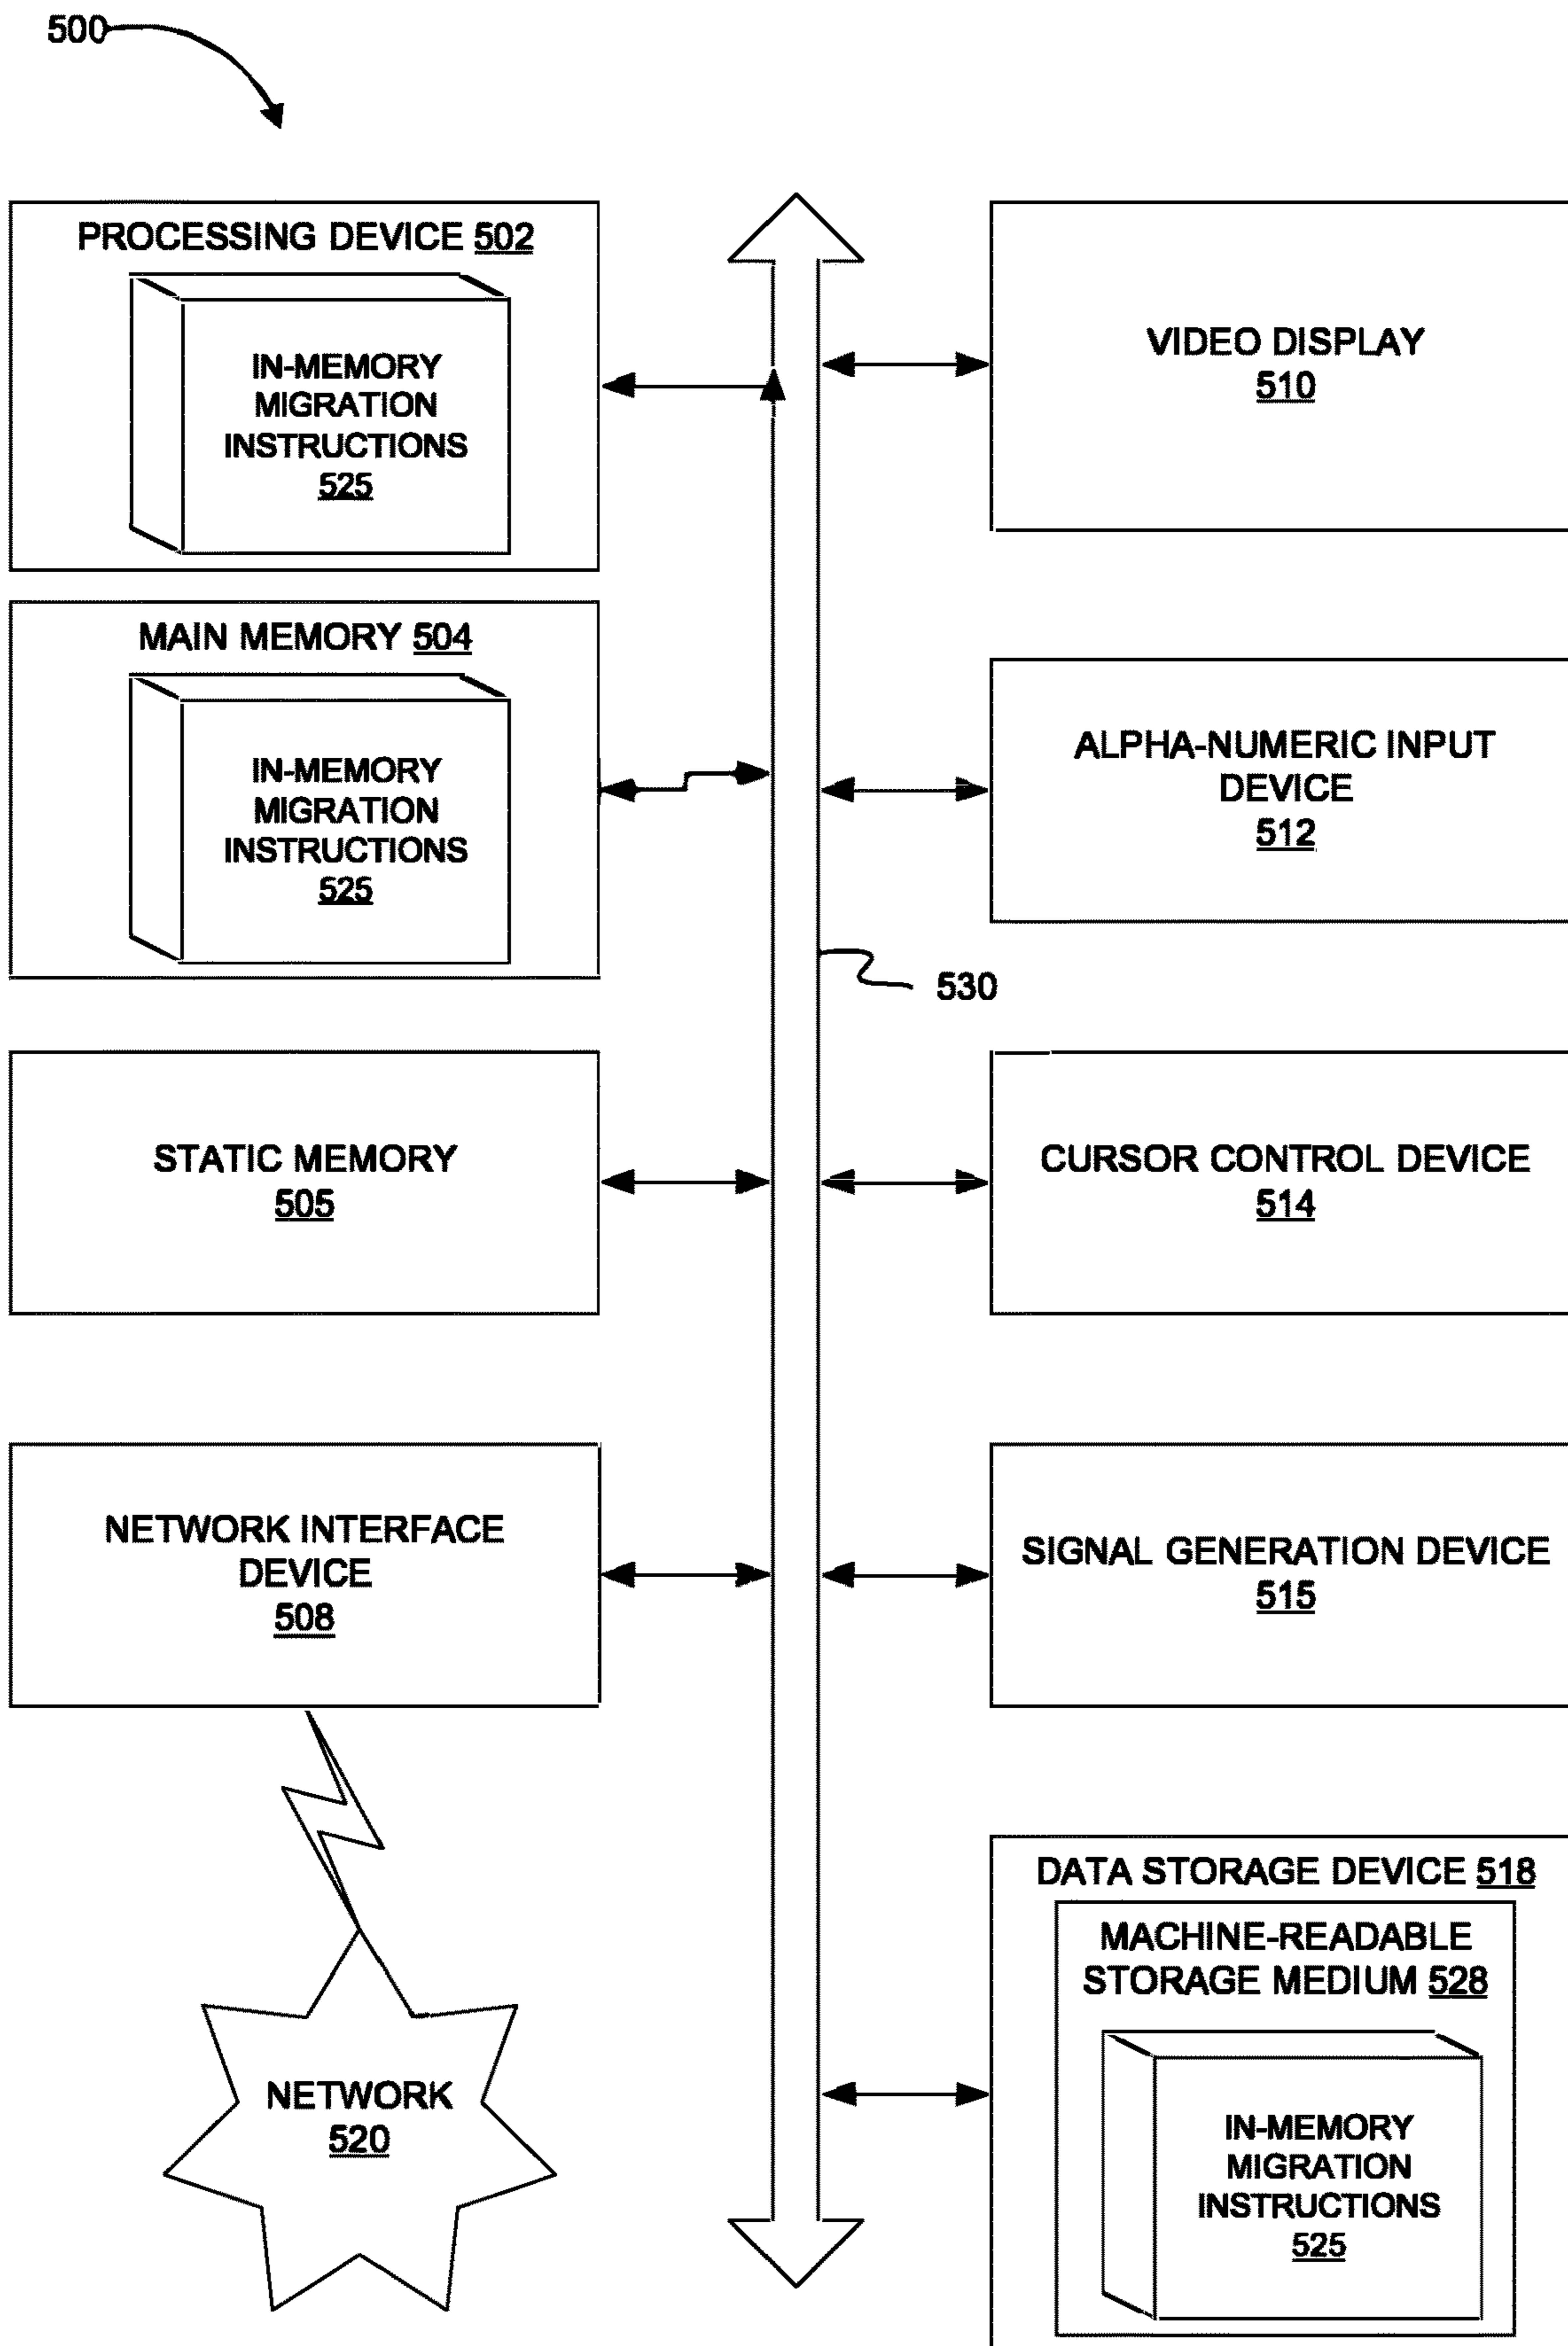 500
PROCESSING DEVICE 502
IN-MEMORY
MIGRATION
INSTRUCTIONS
525
MAIN MEMORY 504
IN-MEMORY
MIGRATION
INSTRUCTIONS
525
STATIC MEMORY
505
NETWORK INTERFACE
DEVICE
508
NETWORK
520
530
VIDEO DISPLAY
510
ALPHA-NUMERIC INPUT
DEVICE
512
CURSOR CONTROL DEVICE
514
SIGNAL GENERATION DEVICE
515
DATA STORAGE DEVICE 518
MACHINE-READABLE
STORAGE MEDIUM 528
IN-MEMORY
MIGRATION
INSTRUCTIONS
525